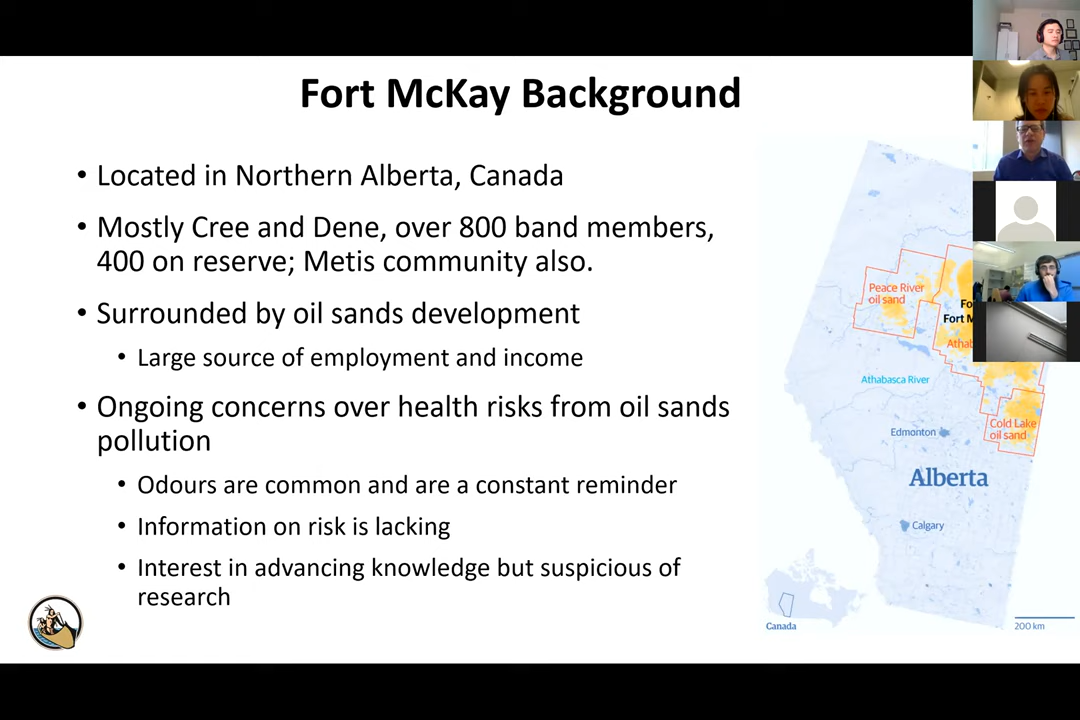 Fort McKay Background
• Located in Northern Alberta, Canada
• Mostly Cree and Dene, over 800 band members,
400 on reserve; Metis community also.
• Surrounded by oil sands development
• Large source of employment and income
• Ongoing concerns over health risks from oil sands
pollution
• Odours are common and are a constant reminder
• Information on risk is lacking
• Interest in advancing knowledge but suspicious of
research
Peace River
oil sand
Fo
Fort M
Athab
Athabasca River
Cold Lake
oil sand
Edmonton
Alberta
Calgary
Canada
200 km